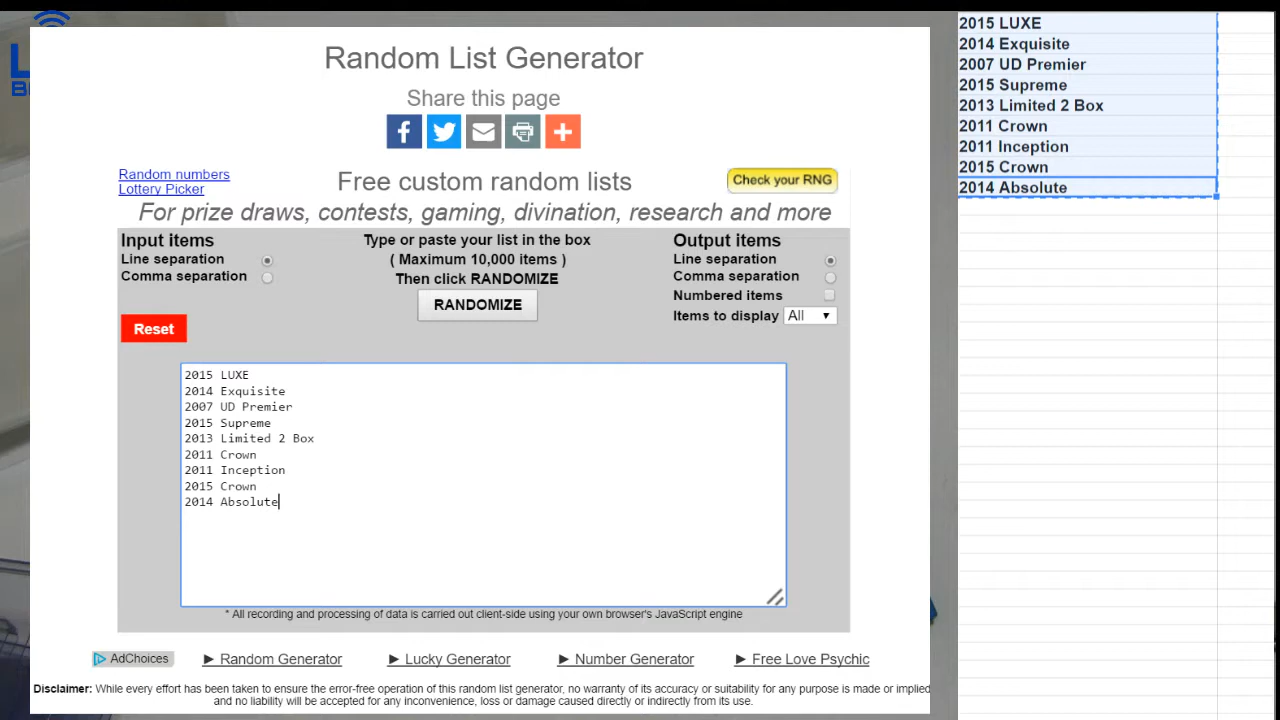 Random List Generator
Share this page
Random numbers
Lottery Picker
Free custom random lists
Check your RNG
For prize draws, contests, gaming, divination, research and more
Input items
Line separation
Comma separation
Reset
Type or paste your list in the box
( Maximum 10,000 items )
Then click RANDOMIZE
RANDOMIZE
Output items
Line separation
Comma separation
Numbered items
Items to display All
2015 LUXE
2014 Exquisite
2007 UD Premier
2015 Supreme
2013 Limited 2 Box
2011 Crown
2011 Inception
2015 Crown
2014 Absolute
* All recording and processing of data is carried out client-side using your own browser's JavaScript engine
AdChoices
► Random Generator
► Lucky Generator
► Number Generator
► Free Love Psychic
Disclaimer: While every effort has been taken to ensure the error-free operation of this random list generator, no warranty of its accuracy or suitability for any purpose is made or implied
and no liability will be accepted for any inconvenience, loss or damage caused directly or indirectly from its use.
2015 LUXE
2014 Exquisite
2007 UD Premier
2015 Supreme
2013 Limited 2 Box
2011 Crown
2011 Inception
2015 Crown
2014 Absolute